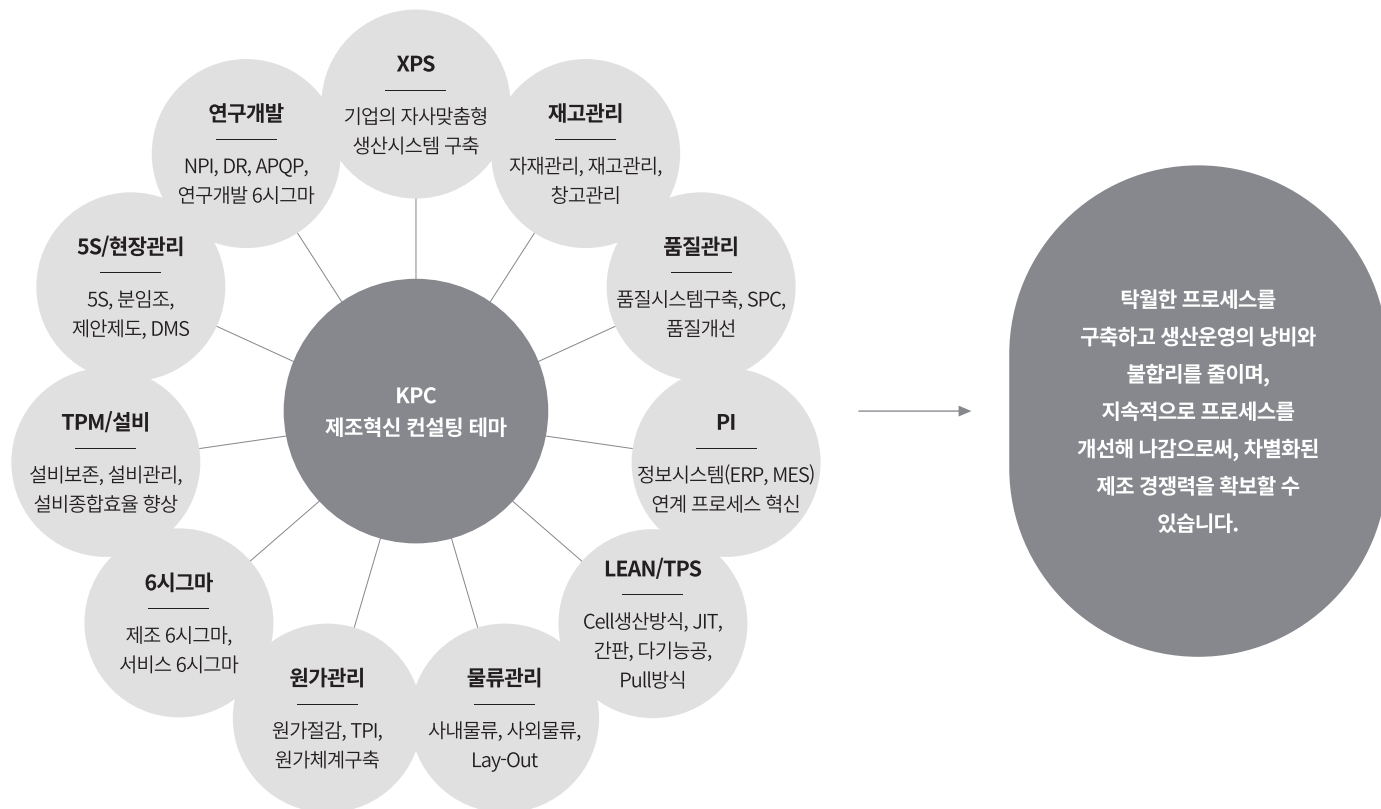 XPS
기업의 자사맞춤형
생산시스템 구축
재고관리
자재관리, 재고관리,
창고관리
품질관리
품질시스템구축, SPC,
품질개선
PI
정보시스템(ERP, MES)
연계 프로세스 혁신
LEAN/TPS
Cell생산방식, JIT,
간판, 다기능공,
Pull방식
물류관리
사내물류, 사외물류,
Lay-Out
원가관리
원가절감, TPI,
원가체계구축
6시그마
제조 6시그마,
서비스 6시그마
TPM/설비
설비보존, 설비관리,
설비종합효율 향상
5S/현장관리
5S, 분임조,
제안제도, DMS
연구개발
NPI, DR, APQP,
연구개발 6시그마
KPC
제조혁신 컨설팅 테마
탁월한 프로세스를
구축하고 생산운영의 낭비와
불합리를 줄이며,
지속적으로 프로세스를
개선해 나감으로써, 차별화된
제조 경쟁력을 확보할 수
있습니다.